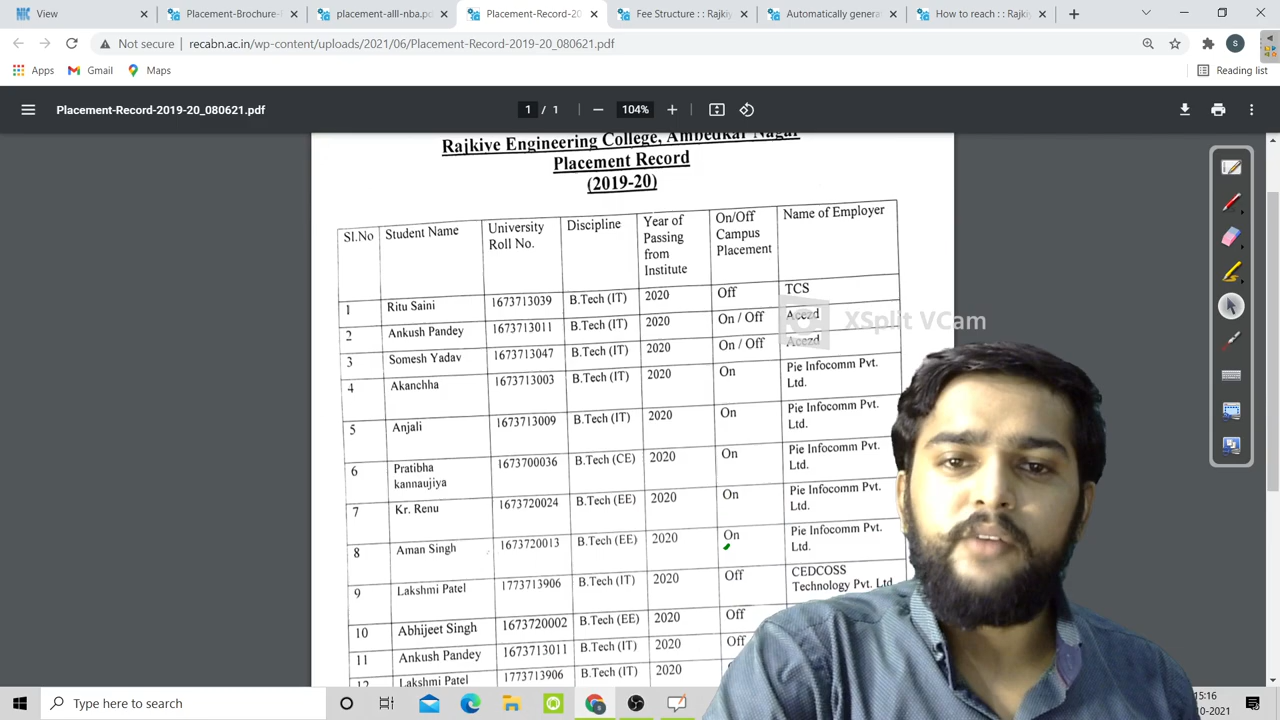 View
Placement-Brochure-I
placement-alll-nba.pd
Placement-Record-20
Fee Structure : : Rajkiy
Automatically genera
How to reach : : Rajki
Not secure | recabn.ac.in/wp-content/uploads/2021/06/Placement-Record-2019-20_080621.pdf
S
Apps Gmail Maps Reading list
Placement-Record-2019-20_080621.pdf 1 / 1 104%
Rajkive Engineering College, Ambedkar Nagar
Placement Record
(2019-20)
Sl.No Student Name University Roll No. Discipline Year of Passing from Institute On/Off Campus Placement Name of Employer
1 Ritu Saini 1673713039 B.Tech (IT) 2020 Off TCS
2 Ankush Pandey 1673713011 B.Tech (IT) 2020 On / Off Acezd
3 Somesh Yadav 1673713047 B.Tech (IT) 2020 On / Off Acezd
XSplit VCam
4 Akanchha 1673713003 B.Tech (IT) 2020 On Pie Infocomm Pvt. Ltd.
5 Anjali 1673713009 B.Tech (IT) 2020 On Pie Infocomm Pvt. Ltd.
6 Pratibha kannaujiya 1673700036 B.Tech (CE) 2020 On Pie Infocomm Pvt. Ltd.
7 Kr. Renu 1673720024 B.Tech (EE) 2020 On Pie Infocomm Pvt. Ltd.
8 Aman Singh 1673720013 B.Tech (EE) 2020 On Pie Infocomm Pvt. Ltd.
9 Lakshmi Patel 1773713906 B.Tech (IT) 2020 Off CEDCOSS Technology Pvt. Ltd
10 Abhijeet Singh 1673720002 B.Tech (EE) 2020 Off
11 Ankush Pandey 1673713011 B.Tech (IT) 2020 Off
12 Lakshmi Patel 1773713906 B.Tech (IT) 2020
Type here to search
15:16
-10-2021